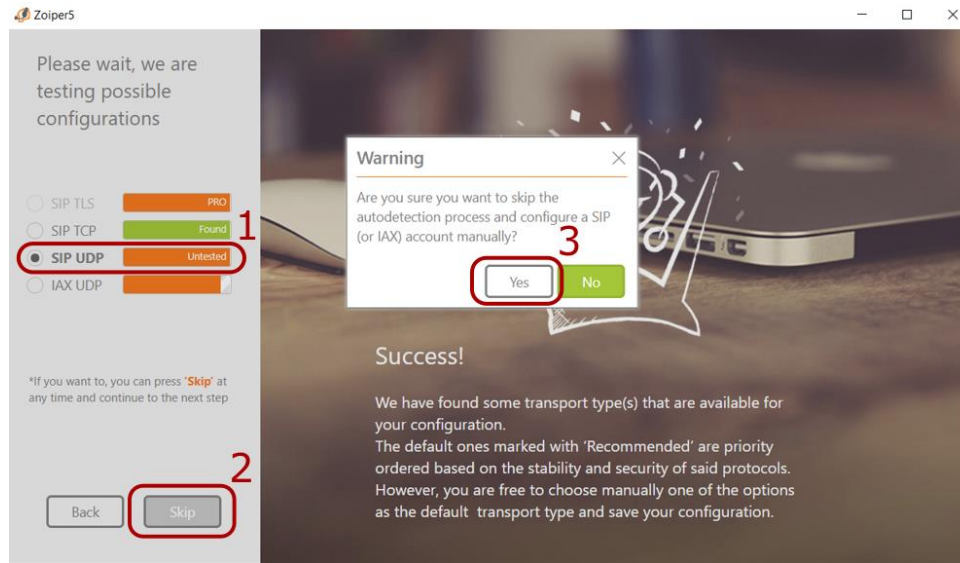 Zoiper5
Please wait, we are
testing possible
configurations
SIP TLS PRO
SIP TCP Found
1
SIP UDP Untested
IAX UDP
*If you want to, you can press 'Skip' at
any time and continue to the next step
2
Back Skip
Warning
Are you sure you want to skip the
autodetection process and configure a SIP
(or IAX) account manually?
3
Yes No
Success!
We have found some transport type(s) that are available for
your configuration.
The default ones marked with 'Recommended' are priority
ordered based on the stability and security of said protocols.
However, you are free to choose manually one of the options
as the default transport type and save your configuration.